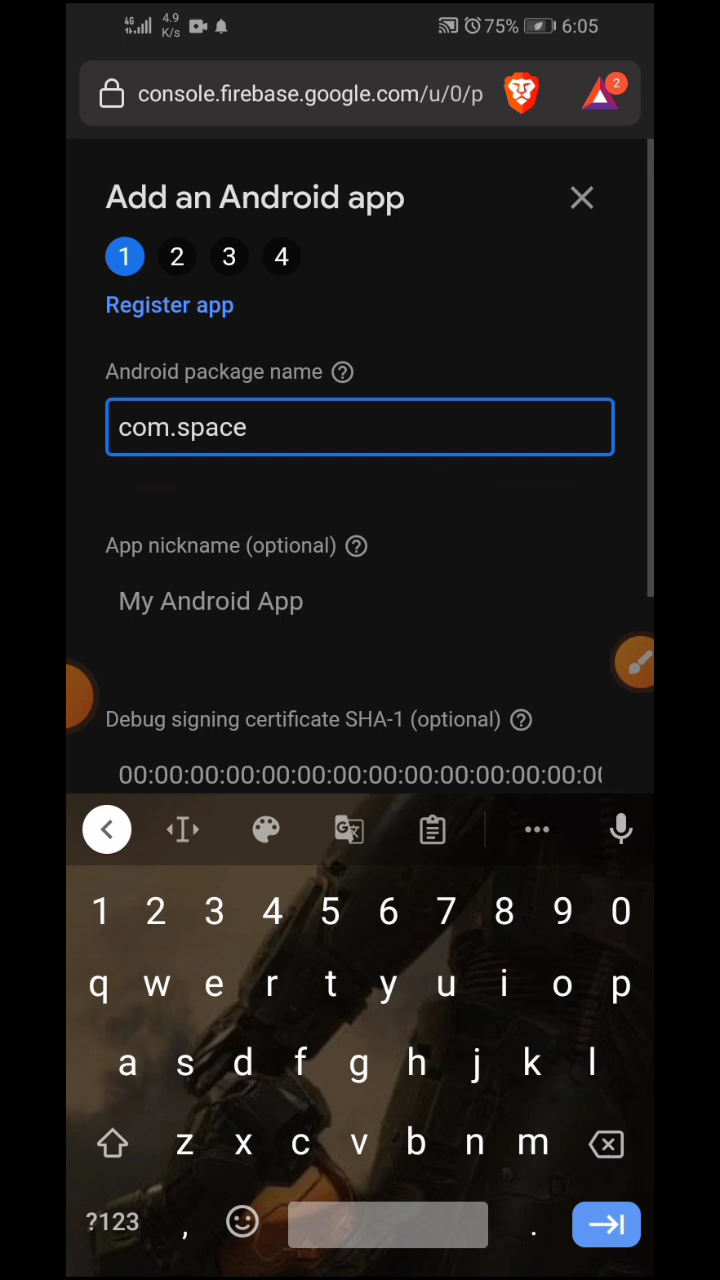 4G 4.9 K/s 75% 6:05
console.firebase.google.com/u/0/p 2
Add an Android app
1 2 3 4
Register app
Android package name
com.space
App nickname (optional)
My Android App
Debug signing certificate SHA-1 (optional)
00:00:00:00:00:00:00:00:00:00:00:00:00:0(
1 2 3 4 5 6 7 8 9 0
q w e r t y u i o p
a s d f g h j k l
z x c v b n m
?123 , .